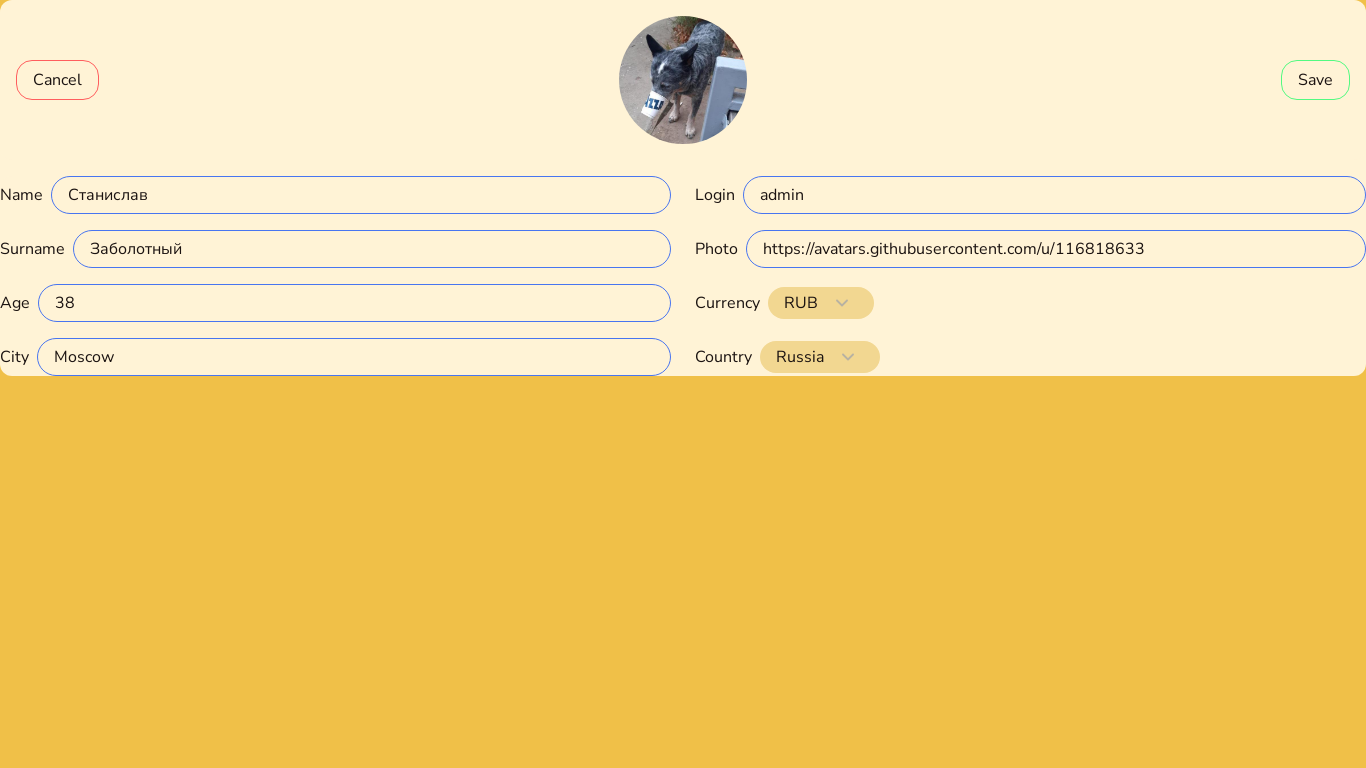 Cancel
Save
Name Станислав
Login admin
Surname Заболотный
Photo https://avatars.githubusercontent.com/u/116818633
Age 38
Currency RUB
City Moscow
Country Russia